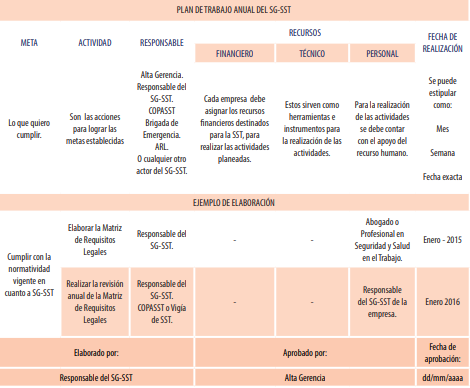 PLAN DE TRABAJO ANUAL DEL SG-SST
META
ACTIVIDAD
RESPONSABLE
RECURSOS
FECHA DE
REALIZACIÓN
FINANCIERO
TÉCNICO
PERSONAL
Lo que quiero
cumplir.
Son las acciones
para lograr las
metas establecidas
Alta Gerencia.
Responsable del
SG-SST.
COPASST
Brigada de
Emergencia.
ARL.
O cualquier otro
actor del SG-SST.
Cada empresa debe
asignar los recursos
financieros destinados
para la SST, para
realizar las actividades
planeadas.
Estos sirven como
herramientas e
instrumentos para
la realización de las
actividades.
Para la realización
de las actividades
se debe contar
con el apoyo del
recurso humano.
Se puede
estipular
como:
Mes
Semana
Fecha exacta
EJEMPLO DE ELABORACIÓN
Cumplir con la
normatividad
vigente en
cuanto a SG-SST
Elaborar la Matriz
de Requisitos
Legales
Responsable del
SG-SST.
-
-
Abogado o
Profesional en
Seguridad y Salud
en el Trabajo.
Enero - 2015
Realizar la revisión
anual de la Matriz
de Requisitos
Legales
Responsable del
SG-SST.
COPASST o Vigía
de SST.
-
-
Responsable
del SG-SST de la
empresa.
Enero 2016
Elaborado por:
Aprobado por:
Fecha de
aprobación:
Responsable del SG-SST
Alta Gerencia
dd/mm/aaaa